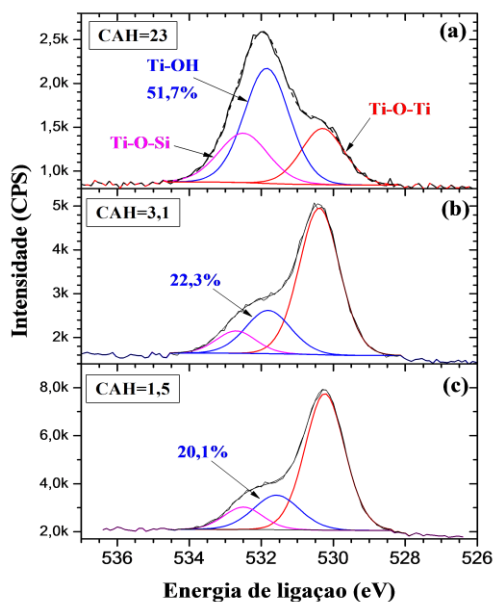 CAH=23
(a)
Ti-OH
51,7%
Ti-O-Ti
Ti-O-Si
2,5k
2,0k
1,5k
1,0k
CAH=3,1
(b)
22,3%
5k
4k
3k
2k
CAH=1,5
(c)
20,1%
8,0k
6,0k
4,0k
2,0k
536 534 532 530 528 526
Intensidade (CPS)
Energia de ligaçao (eV)